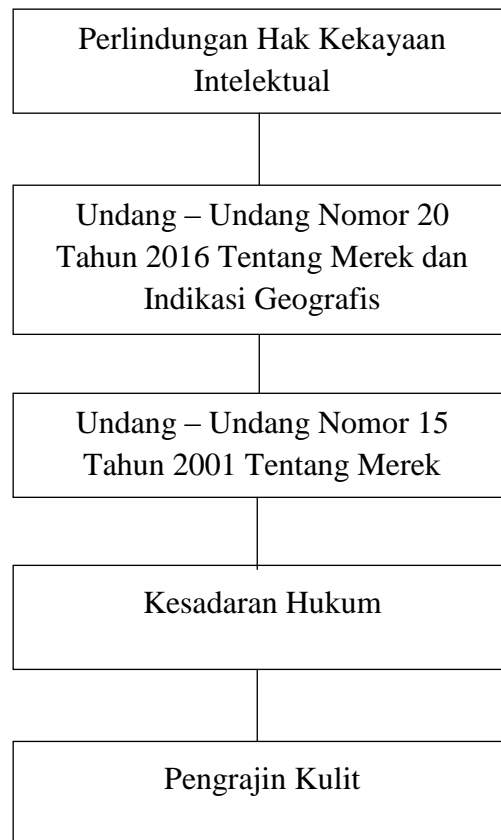 Perlindungan Hak Kekayaan
Intelektual
Undang – Undang Nomor 20
Tahun 2016 Tentang Merek dan
Indikasi Geografis
Undang – Undang Nomor 15
Tahun 2001 Tentang Merek
Kesadaran Hukum
Pengrajin Kulit